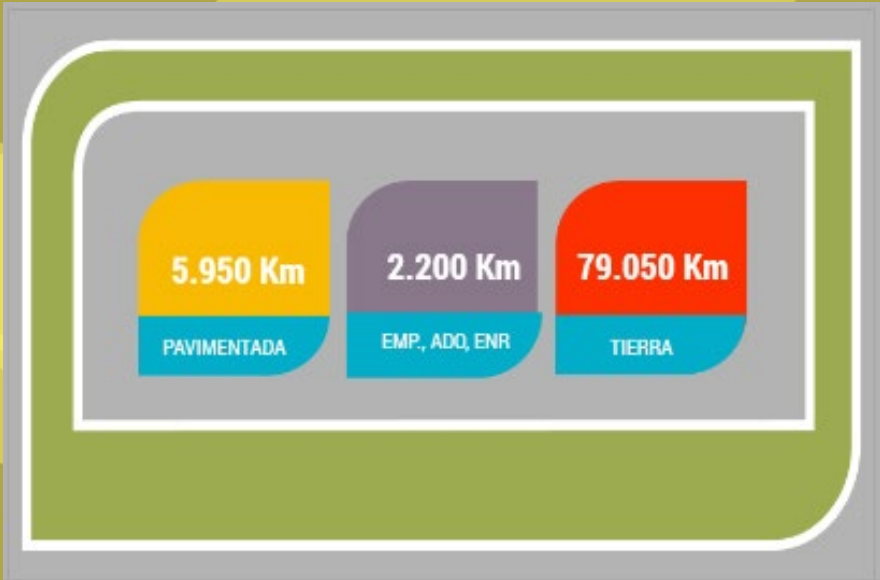 5.950 Km
PAVIMENTADA
2.200 Km
EMP., ADO, ENR
79.050 Km
TIERRA